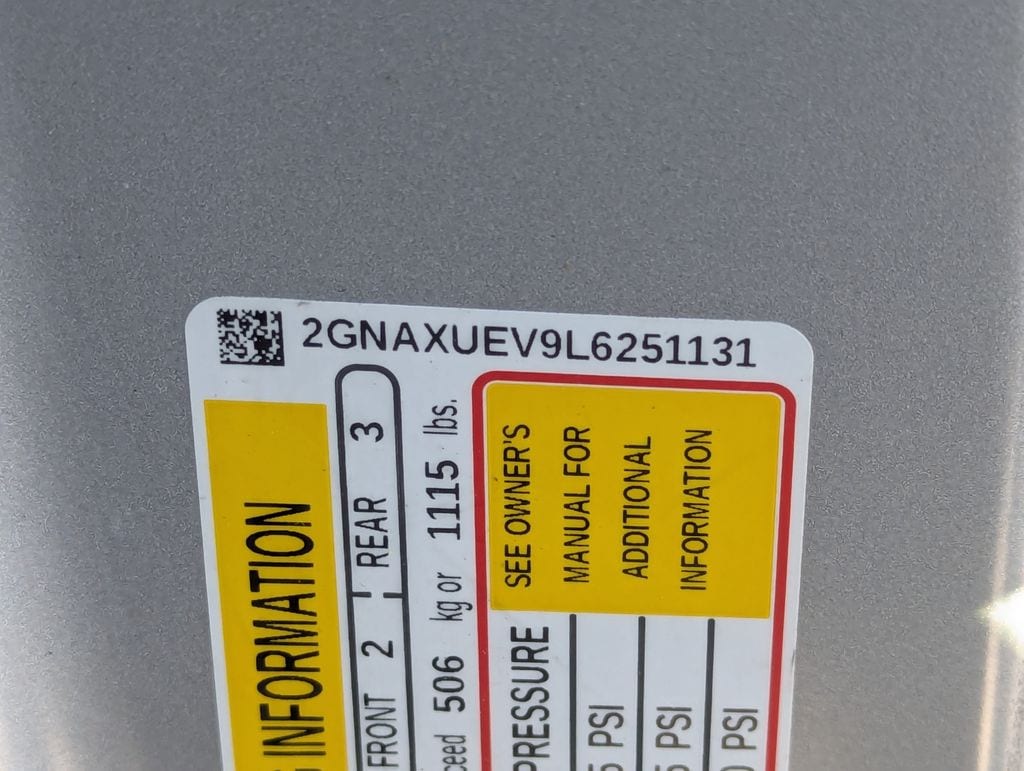 2GNAXUEV9L6251131
INFORMATION
FRONT 2 REAR 3
506 kg or 1115 lbs.
PRESSURE
SEE OWNER'S
MANUAL FOR
ADDITIONAL
INFORMATION
PSI
PSI
PSI